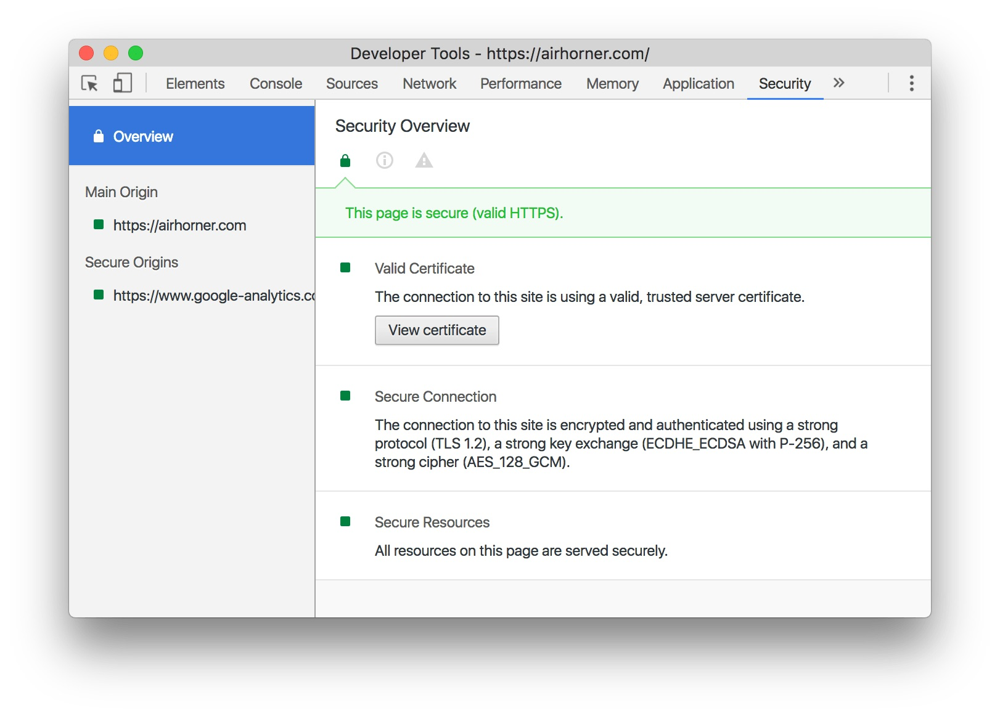 Developer Tools - https://airhorner.com/
Elements Console Sources Network Performance Memory Application Security »
Overview
Main Origin
https://airhorner.com
Secure Origins
https://www.google-analytics.co
Security Overview
This page is secure (valid HTTPS).
Valid Certificate
The connection to this site is using a valid, trusted server certificate.
View certificate
Secure Connection
The connection to this site is encrypted and authenticated using a strong
protocol (TLS 1.2), a strong key exchange (ECDHE_ECDSA with P-256), and a
strong cipher (AES_128_GCM).
Secure Resources
All resources on this page are served securely.